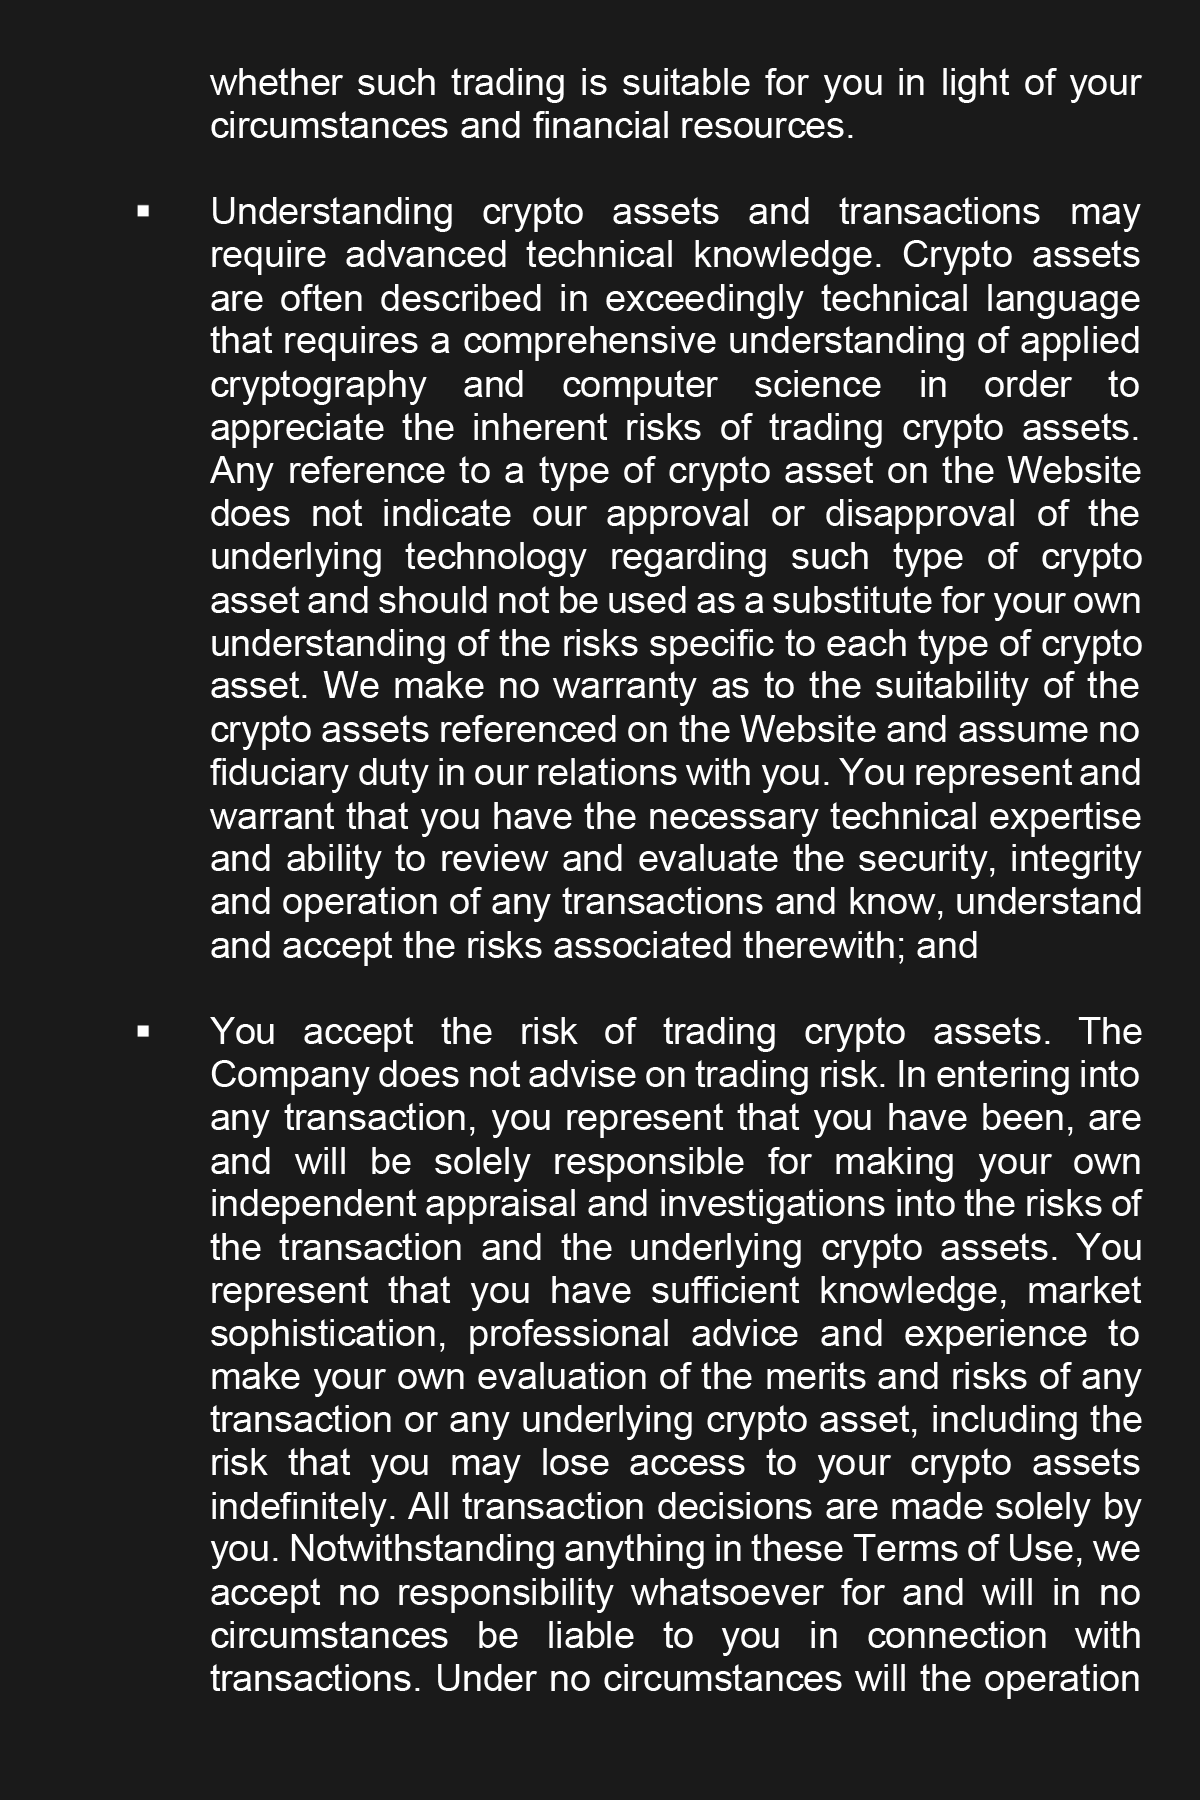 whether such trading is suitable for you in light of your
circumstances and financial resources.
▪ Understanding crypto assets and transactions may
require advanced technical knowledge. Crypto assets
are often described in exceedingly technical language
that requires a comprehensive understanding of applied
cryptography and computer science in order to
appreciate the inherent risks of trading crypto assets.
Any reference to a type of crypto asset on the Website
does not indicate our approval or disapproval of the
underlying technology regarding such type of crypto
asset and should not be used as a substitute for your own
understanding of the risks specific to each type of crypto
asset. We make no warranty as to the suitability of the
crypto assets referenced on the Website and assume no
fiduciary duty in our relations with you. You represent and
warrant that you have the necessary technical expertise
and ability to review and evaluate the security, integrity
and operation of any transactions and know, understand
and accept the risks associated therewith; and
▪ You accept the risk of trading crypto assets. The
Company does not advise on trading risk. In entering into
any transaction, you represent that you have been, are
and will be solely responsible for making your own
independent appraisal and investigations into the risks of
the transaction and the underlying crypto assets. You
represent that you have sufficient knowledge, market
sophistication, professional advice and experience to
make your own evaluation of the merits and risks of any
transaction or any underlying crypto asset, including the
risk that you may lose access to your crypto assets
indefinitely. All transaction decisions are made solely by
you. Notwithstanding anything in these Terms of Use, we
accept no responsibility whatsoever for and will in no
circumstances be liable to you in connection with
transactions. Under no circumstances will the operation